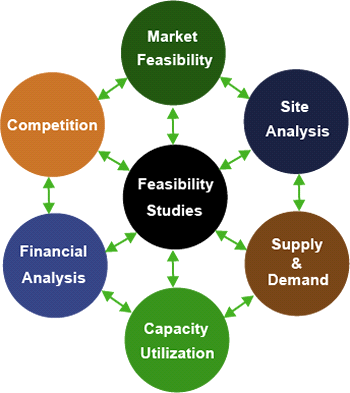 Market
Feasibility
Competition
Site
Analysis
Feasibility
Studies
Financial
Analysis
Supply
&
Demand
Capacity
Utilization